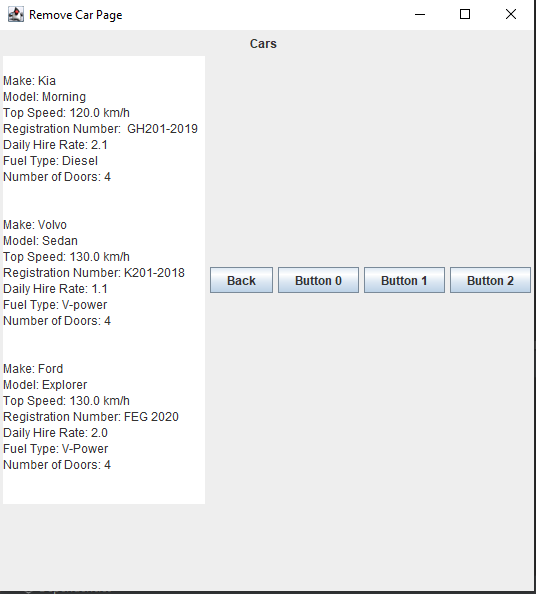 Remove Car Page
Cars
Make: Kia
Model: Morning
Top Speed: 120.0 km/h
Registration Number:  GH201-2019
Daily Hire Rate: 2.1
Fuel Type: Diesel
Number of Doors: 4
Make: Volvo
Model: Sedan
Top Speed: 130.0 km/h
Registration Number: K201-2018
Daily Hire Rate: 1.1
Fuel Type: V-power
Number of Doors: 4
Make: Ford
Model: Explorer
Top Speed: 130.0 km/h
Registration Number: FEG 2020
Daily Hire Rate: 2.0
Fuel Type: V-Power
Number of Doors: 4
Back Button 0 Button 1 Button 2